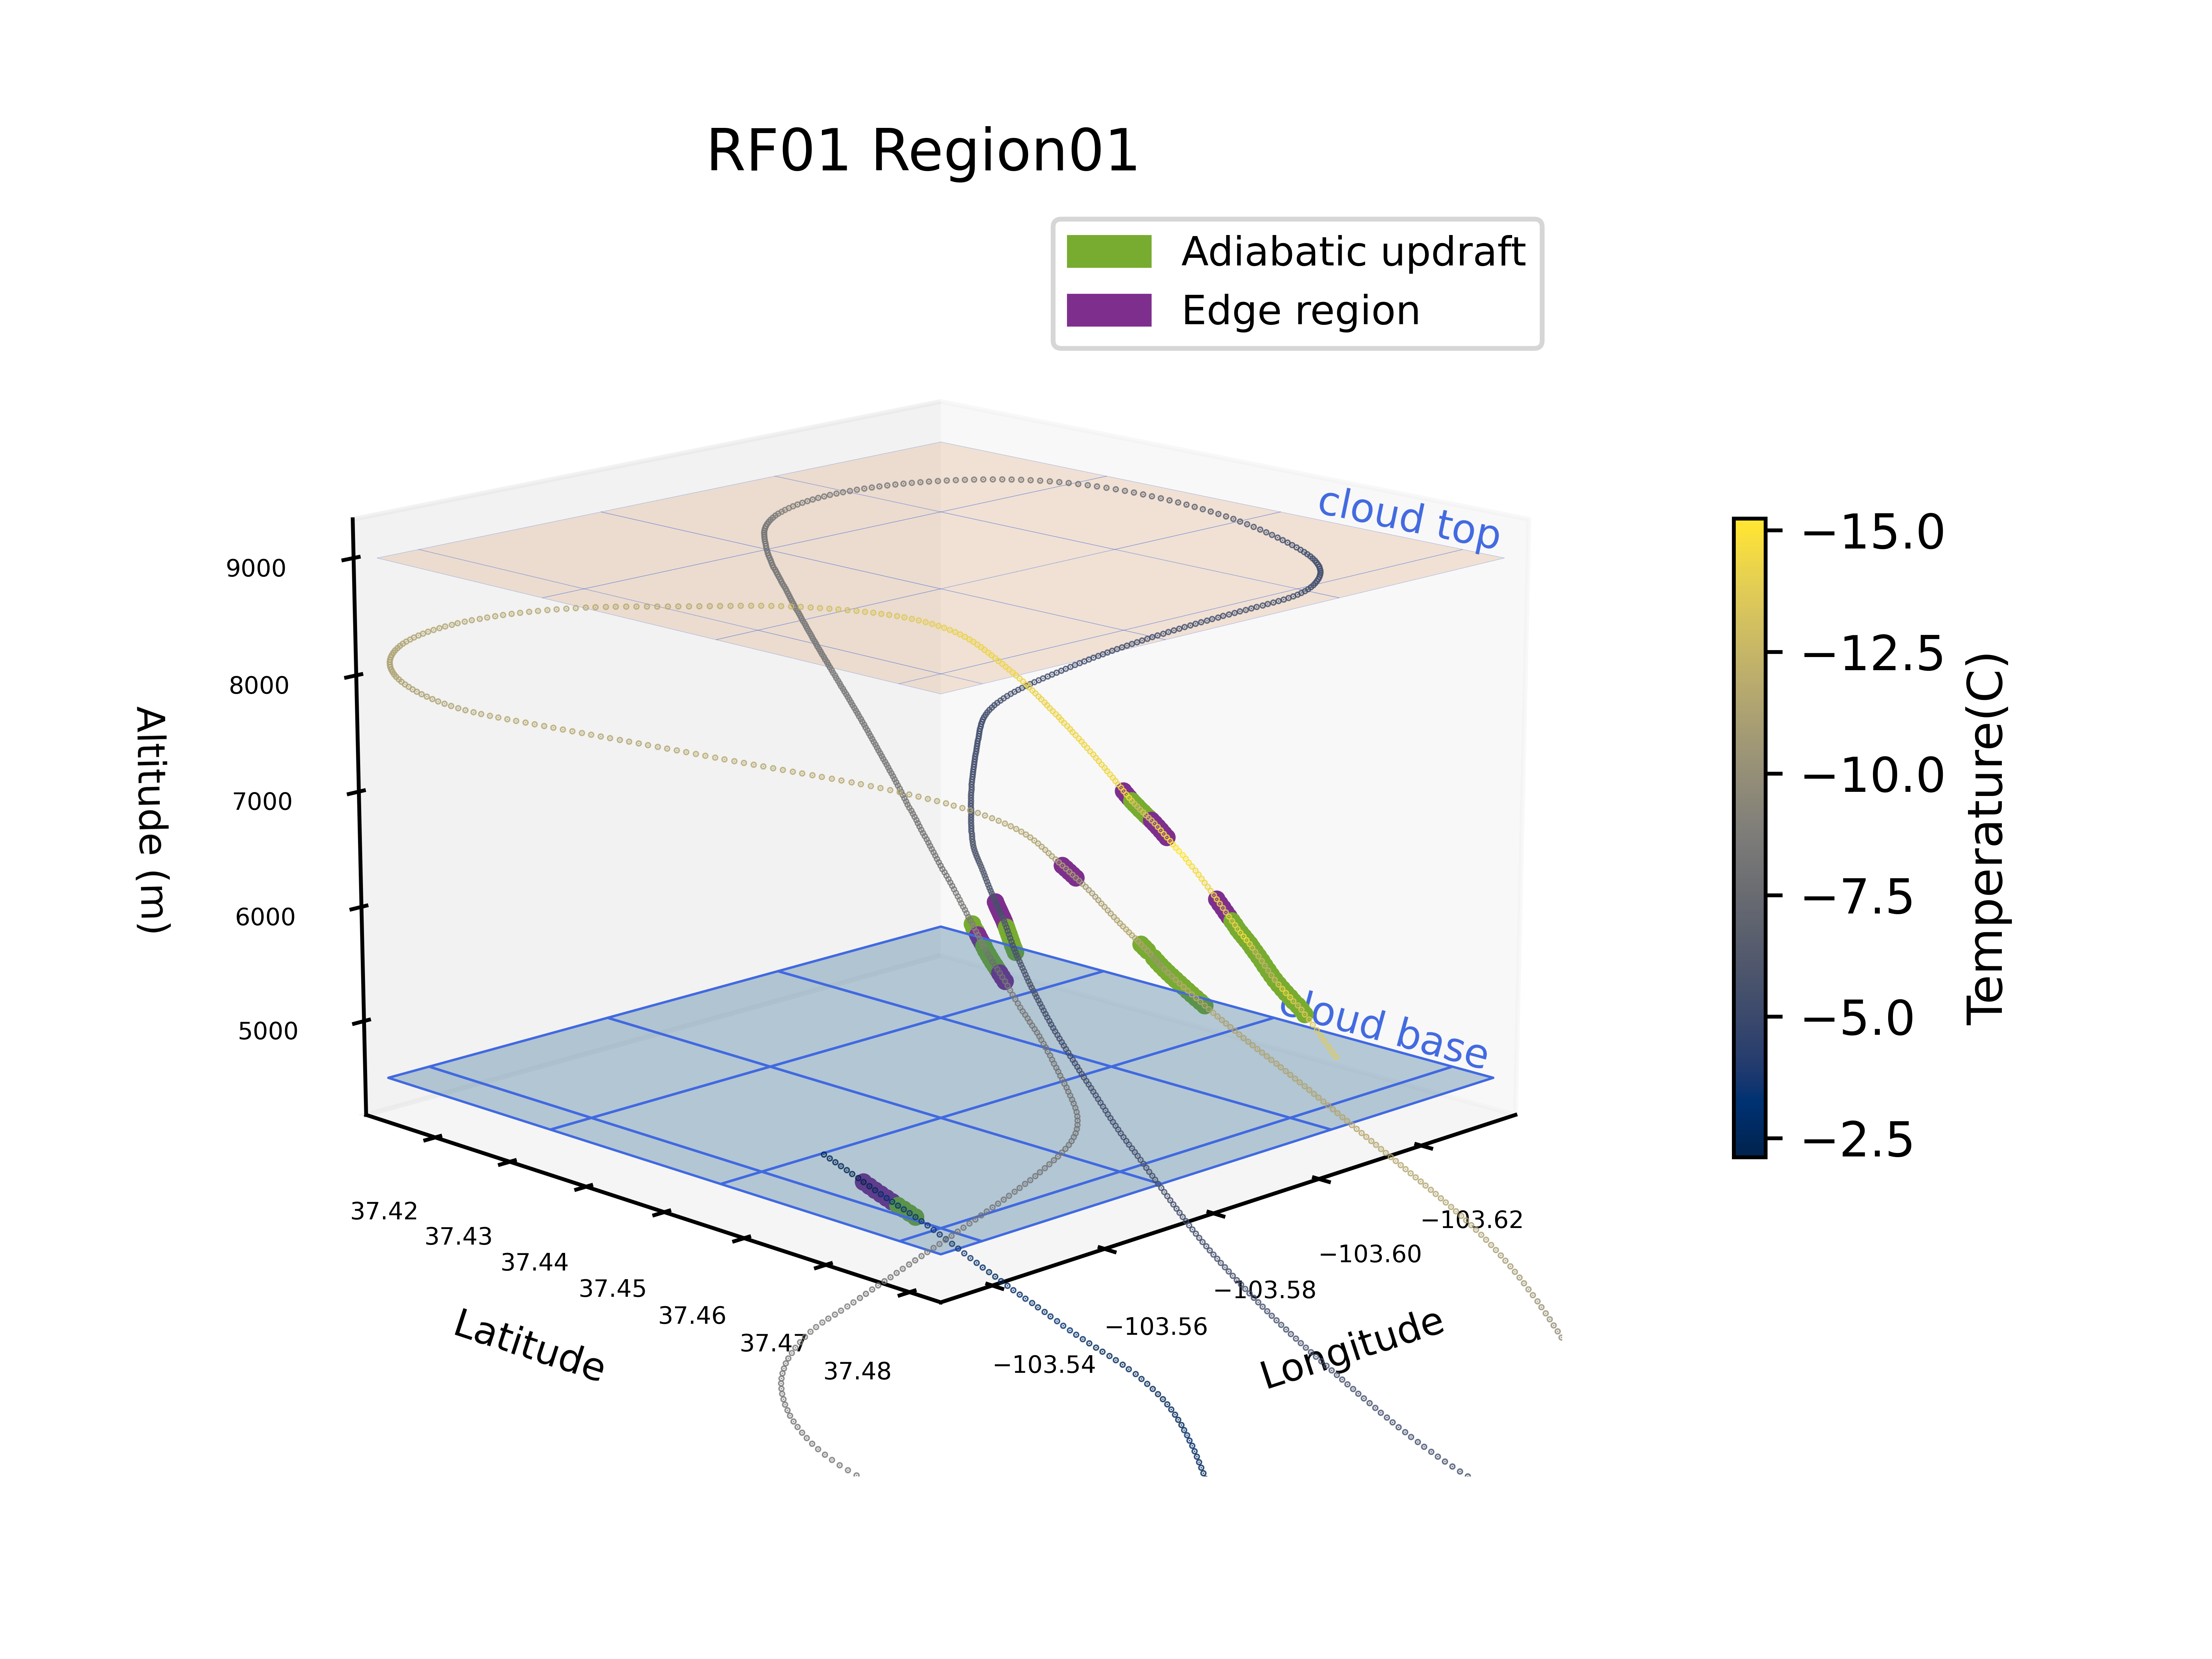 RF01 Region01
Adiabatic updraft
Edge region
cloud top
cloud base
9000
8000
7000
6000
5000
Altitude (m)
37.42
37.43
37.44
37.45
37.46
37.47
37.48
Latitude
−103.54
−103.56
−103.58
−103.60
−103.62
Longitude
−15.0
−12.5
−10.0
−7.5
−5.0
−2.5
Temperature(C)